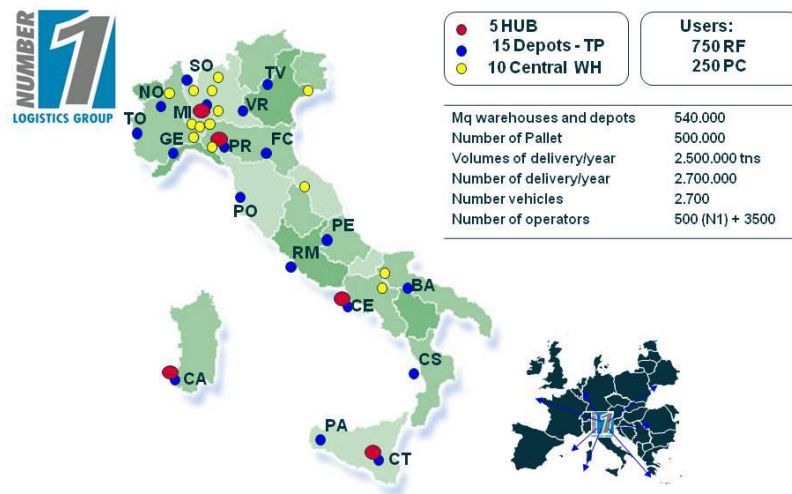 NUMBER 1
LOGISTICS GROUP
5 HUB
15 Depots - TP
10 Central WH
Users:
750 RF
250 PC
Mq warehouses and depots 540.000
Number of Pallet 500.000
Volumes of delivery/year 2.500.000 tns
Number of delivery/year 2.700.000
Number vehicles 2.700
Number of operators 500 (N1) + 3500
SO
TV
NO
MI
VR
TO
GE
PR
FC
PO
PE
RM
BA
CE
CS
CA
PA
CT
1